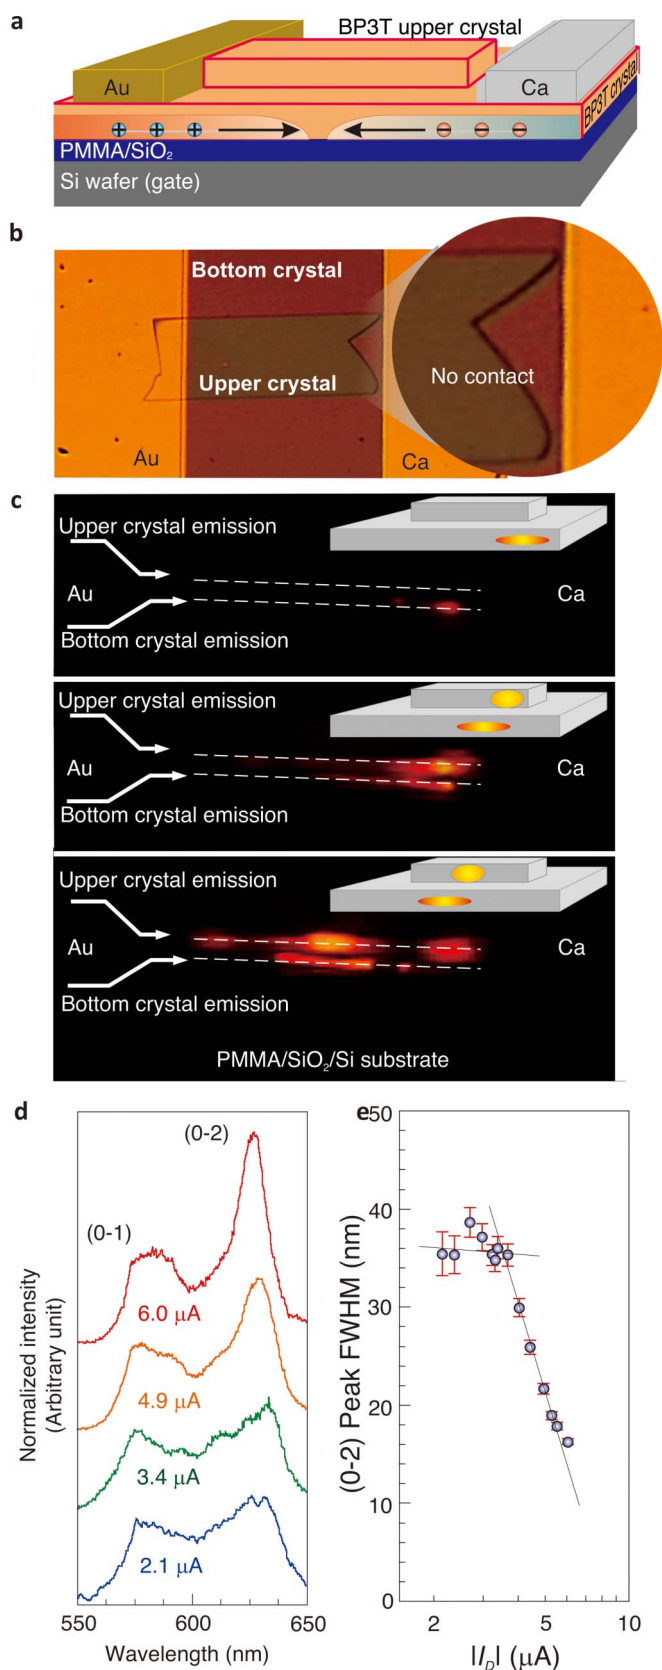 a
BP3T upper crystal
Au
Ca
BP3T crystal
PMMA/SiO₂
Si wafer (gate)
b
Bottom crystal
Upper crystal
No contact
Au
Ca
c
Upper crystal emission
Au
Ca
Bottom crystal emission
Upper crystal emission
Au
Ca
Bottom crystal emission
Upper crystal emission
Au
Ca
Bottom crystal emission
PMMA/SiO₂/Si substrate
d
(0-2)
(0-1)
6.0 μA
4.9 μA
3.4 μA
2.1 μA
Normalized intensity
(Arbitrary unit)
550
600
650
Wavelength (nm)
e
50
40
30
20
10
0
(0-2) Peak FWHM (nm)
2
5
10
|I_D| (μA)